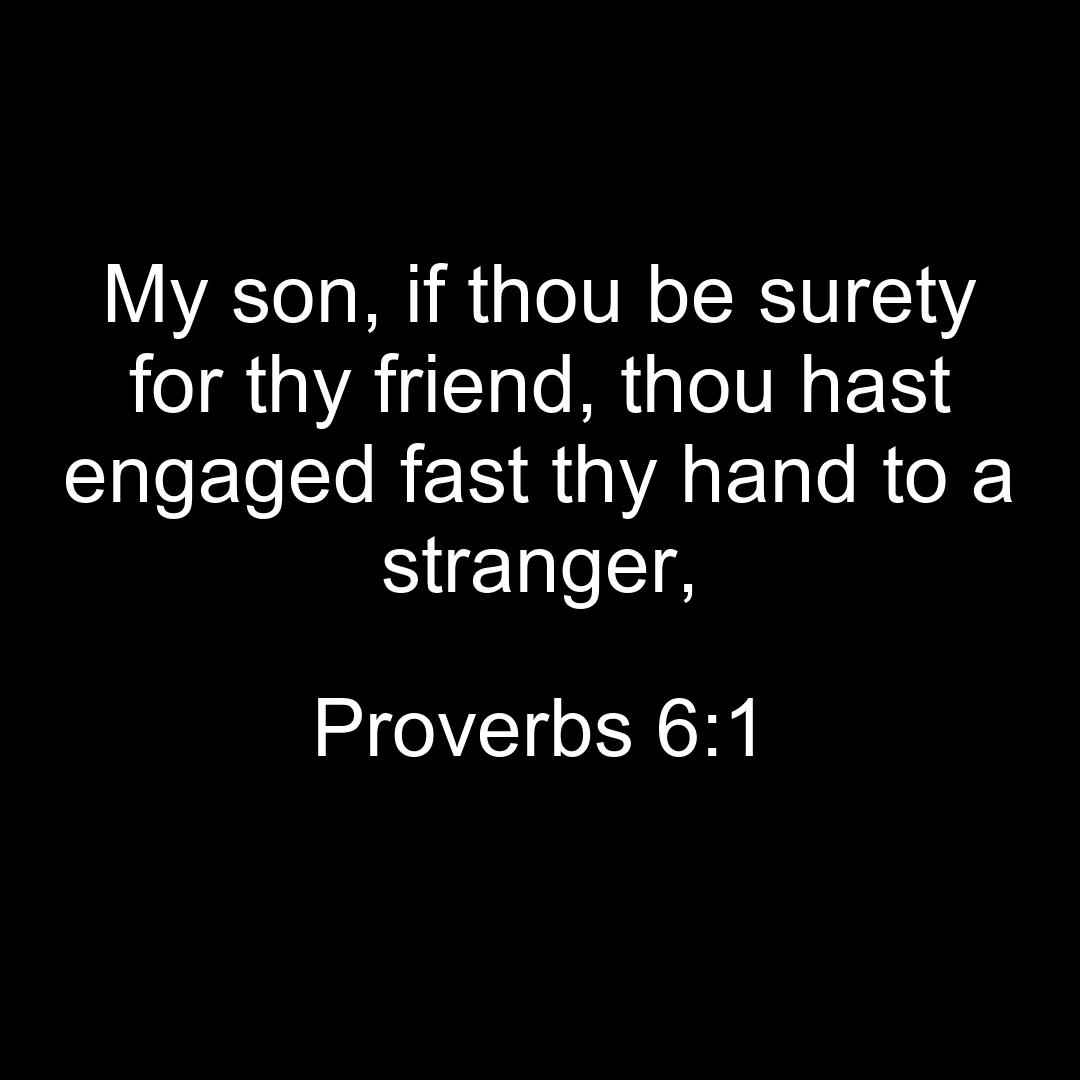 My son, if thou be surety
for thy friend, thou hast
engaged fast thy hand to a
stranger,
Proverbs 6:1